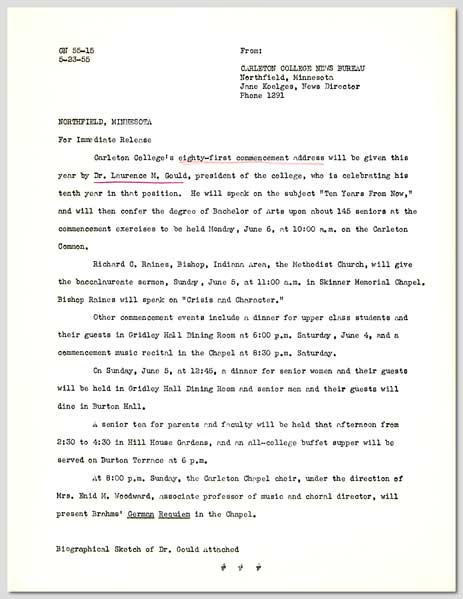 GN 55-15
5-23-55
From:
CARLETON COLLEGE NEWS BUREAU
Northfield, Minnesota
Jane Koelges, News Director
Phone 1291
NORTHFIELD, MINNESOTA
For Immediate Release
Carleton College's eighty-first commencement address will be given
year by Dr. Laurence M. Gould, president of the college, who is celebrating his
tenth year in that position. He will speak on the subject "Ten Years From Now,"
and will then confer the degree of Bachelor of Arts upon about 145 seniors at the
commencement exercises to be held Monday, June 6, at 10:00 a.m. on the Carleton
Common.
Richard C. Raines, Bishop, Indiana Area, the Methodist Church, will give
the baccalaureate sermon, Sunday, June 5, at 11:00 a.m. in Skinner Memorial Chapel.
Bishop Raines will speak on "Crisis and Character."
Other commencement events include a dinner for upper class students and
their guests in Gridley Hall Dining Room at 6:00 p.m. Saturday, June 4, and a
commencement music recital in the Chapel at 8:30 p.m. Saturday.
On Sunday, June 5, at 12:45, a dinner for senior women and their guests
will be held in Gridley Hall Dining Room and senior men and their guests will
dine in Burton Hall.
A senior tea for parents and faculty will be held that afternoon from
2:30 to 4:30 in Hill House Gardens, and an all-college buffet supper will be
served on Burton Terrace at 6 p.m.
At 8:00 p.m. Sunday, the Carleton Chapel choir, under the direction of
Mrs. Enid M. Woodward, associate professor of music and choral director, will
present Brahms' German Requiem in the Chapel.
Biographical Sketch of Dr. Gould Attached
# # #